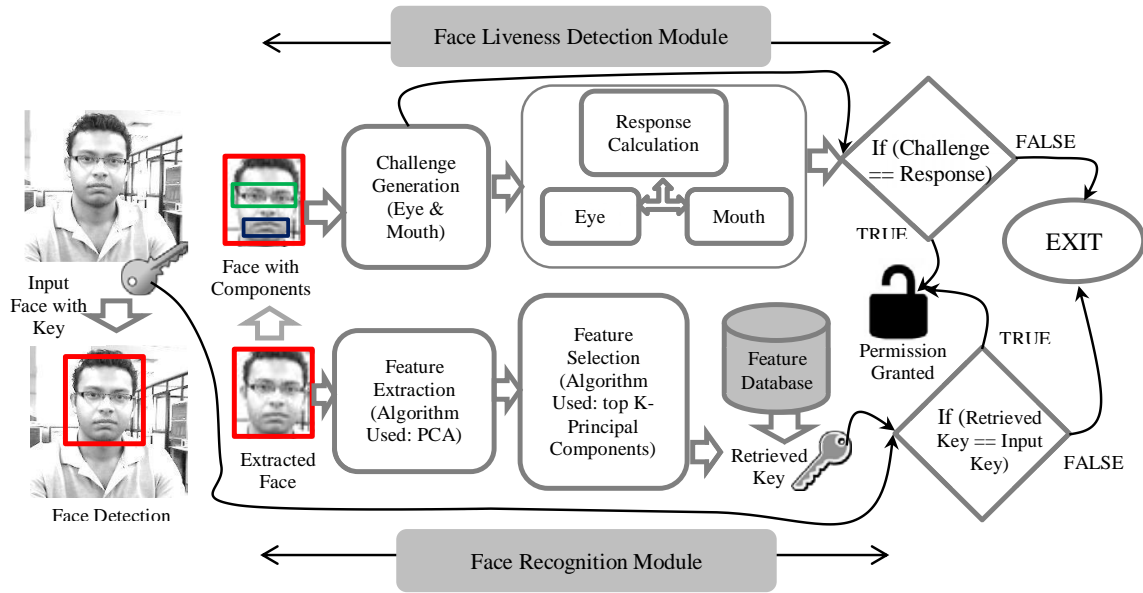 Face Liveness Detection Module
Input
Face with
Key
Face Detection
Face with
Components
Extracted
Face
Challenge
Generation
(Eye &
Mouth)
Response
Calculation
Eye
Mouth
If (Challenge
== Response)
FALSE
TRUE
EXIT
Permission
Granted
Feature
Extraction
(Algorithm
Used: PCA)
Feature
Selection
(Algorithm
Used: top K-
Principal
Components)
Feature
Database
Retrieved
Key
If (Retrieved
Key == Input
Key)
TRUE
FALSE
Face Recognition Module